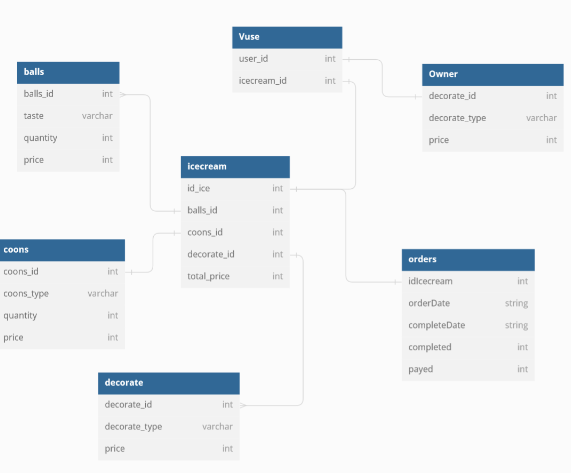 Vuse
user_id int
icecream_id int
balls
balls_id int
taste varchar
quantity int
price int
Owner
decorate_id int
decorate_type varchar
price int
icecream
id_ice int
balls_id int
coons_id int
decorate_id int
total_price int
coons
coons_id int
coons_type varchar
quantity int
price int
orders
idIcecream int
orderDate string
completeDate string
completed int
payed int
decorate
decorate_id int
decorate_type varchar
price int